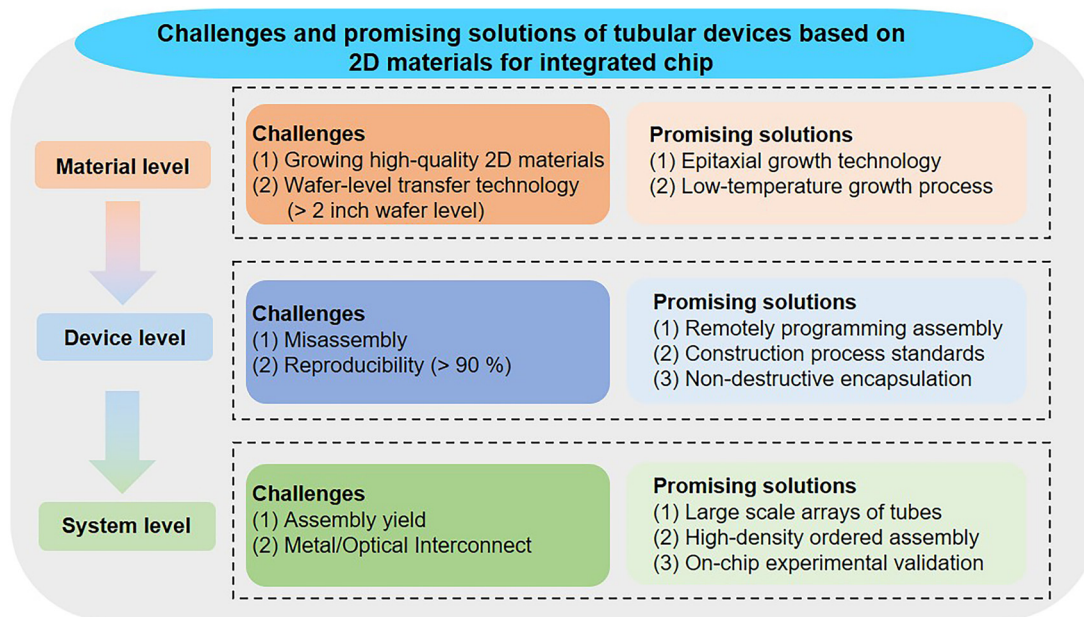 Challenges and promising solutions of tubular devices based on
2D materials for integrated chip
Material level
Challenges
(1) Growing high-quality 2D materials
(2) Wafer-level transfer technology
(> 2 inch wafer level)
Promising solutions
(1) Epitaxial growth technology
(2) Low-temperature growth process
Device level
Challenges
(1) Misassembly
(2) Reproducibility (> 90 %)
Promising solutions
(1) Remotely programming assembly
(2) Construction process standards
(3) Non-destructive encapsulation
System level
Challenges
(1) Assembly yield
(2) Metal/Optical Interconnect
Promising solutions
(1) Large scale arrays of tubes
(2) High-density ordered assembly
(3) On-chip experimental validation